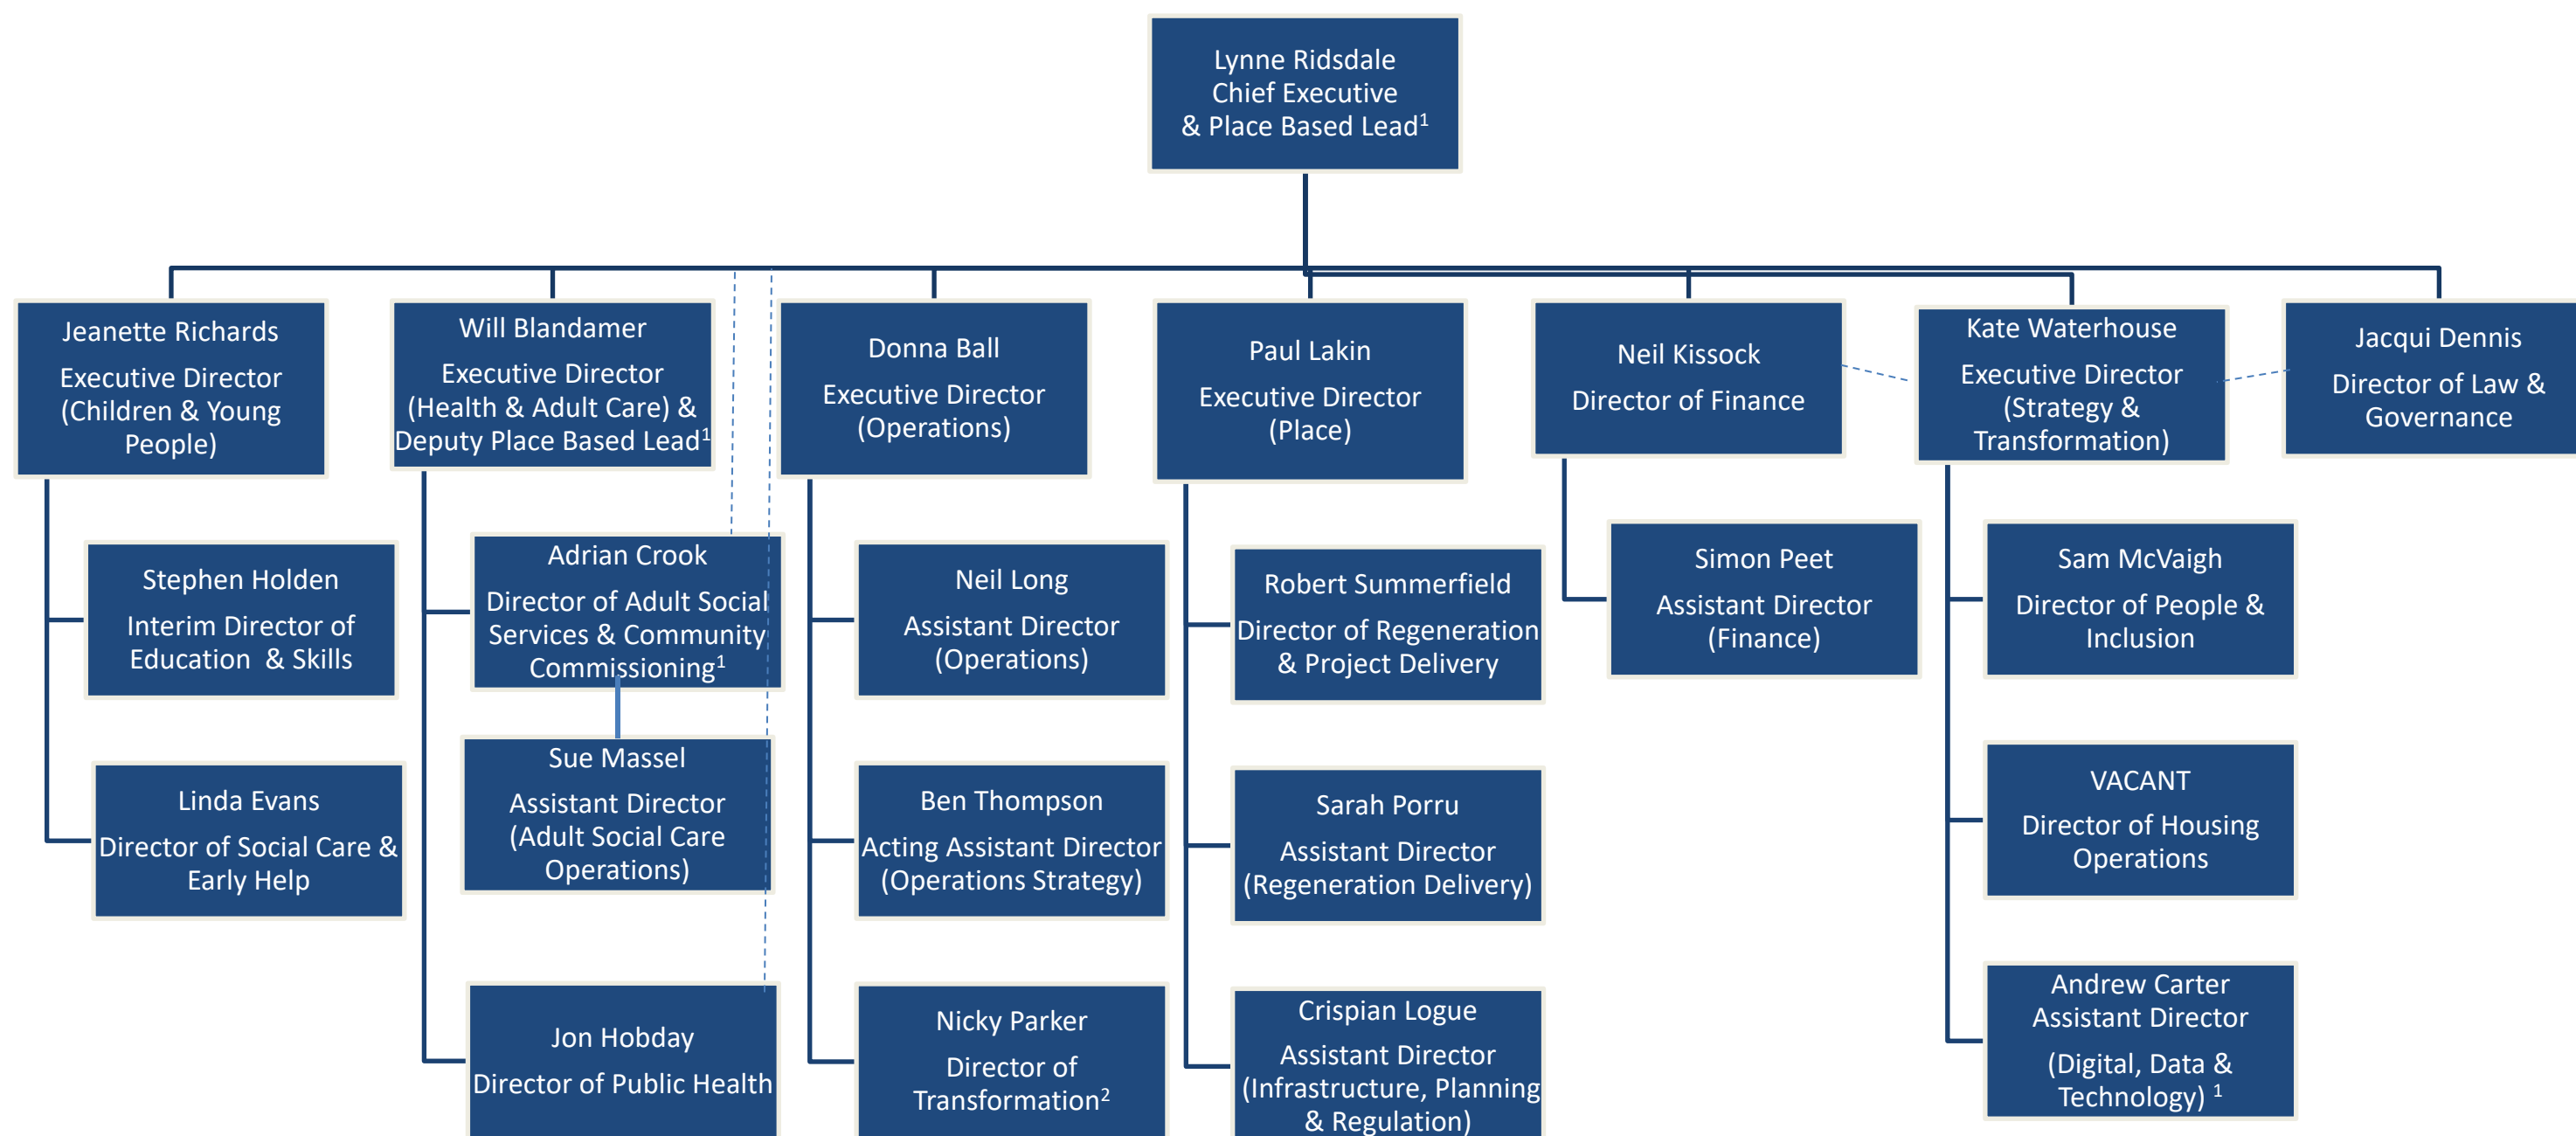 Lynne Ridsdale
Chief Executive
& Place Based Lead¹
Jeanette Richards
Executive Director
(Children & Young
People)
Will Blandamer
Executive Director
(Health & Adult Care) &
Deputy Place Based Lead¹
Donna Ball
Executive Director
(Operations)
Paul Lakin
Executive Director
(Place)
Neil Kissock
Director of Finance
Kate Waterhouse
Executive Director
(Strategy &
Transformation)
Jacqui Dennis
Director of Law &
Governance
Stephen Holden
Interim Director of
Education & Skills
Adrian Crook
Director of Adult Social
Services & Community
Commissioning¹
Neil Long
Assistant Director
(Operations)
Robert Summerfield
Director of Regeneration
& Project Delivery
Simon Peet
Assistant Director
(Finance)
Sam McVaigh
Director of People &
Inclusion
Linda Evans
Director of Social Care &
Early Help
Sue Massel
Assistant Director
(Adult Social Care
Operations)
Ben Thompson
Acting Assistant Director
(Operations Strategy)
Sarah Porru
Assistant Director
(Regeneration Delivery)
VACANT
Director of Housing
Operations
Jon Hobday
Director of Public Health
Nicky Parker
Director of
Transformation²
Crispian Logue
Assistant Director
(Infrastructure, Planning
& Regulation)
Andrew Carter
Assistant Director
(Digital, Data &
Technology) ¹